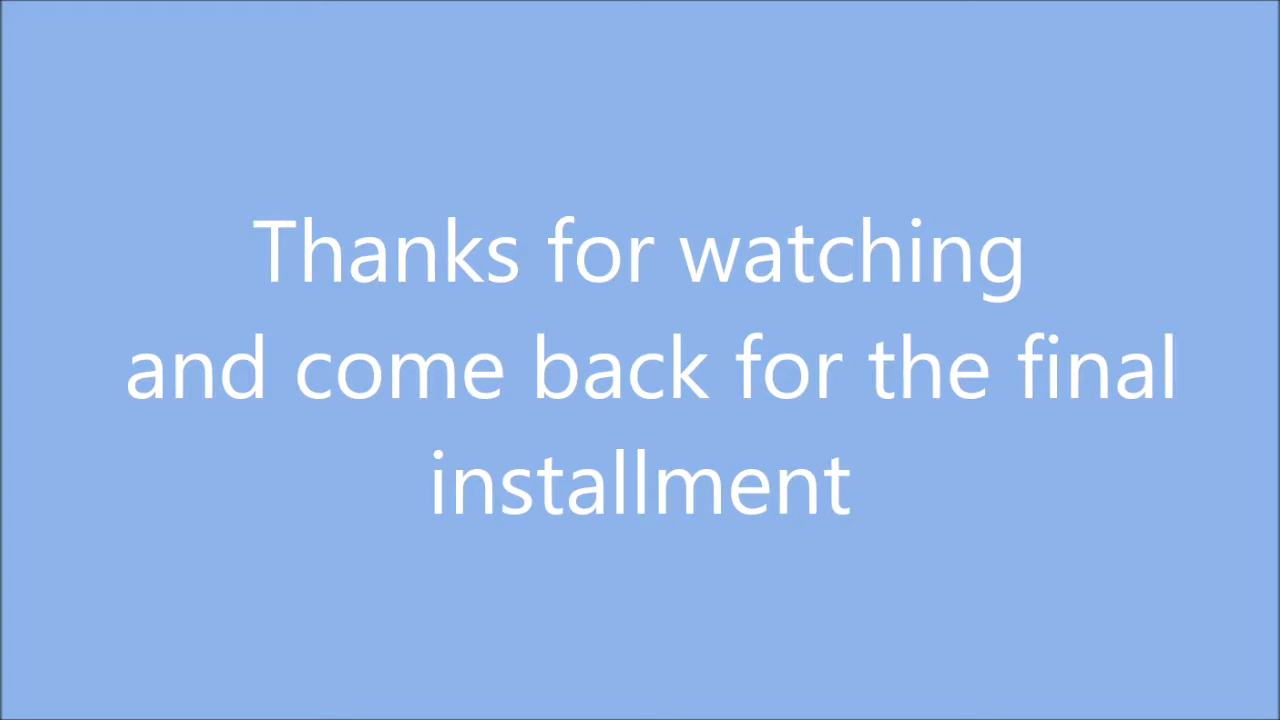 Thanks for watching
and come back for the final
installment